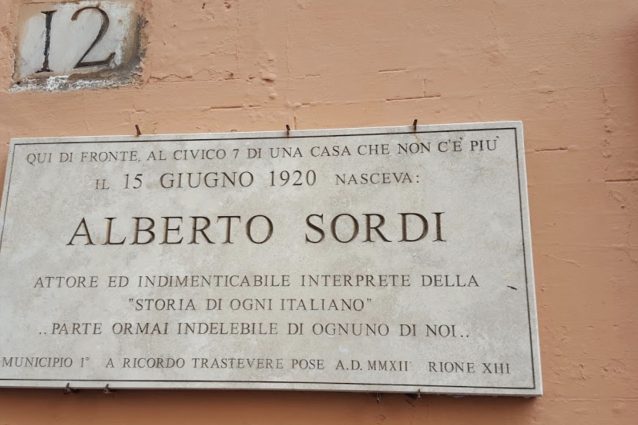 12
QUI DI FRONTE, AL CIVICO 7 DI UNA CASA CHE NON C'È PIÙ
IL 15 GIUGNO 1920 NASCEVA:
ALBERTO SORDI
ATTORE ED INDIMENTICABILE INTERPRETE DELLA
"STORIA DI OGNI ITALIANO"
..PARTE ORMAI INDELEBILE DI OGNUNO DI NOI..
MUNICIPIO 1° A RICORDO TRASTEVERE POSE A.D. MMXII RIONE XIII